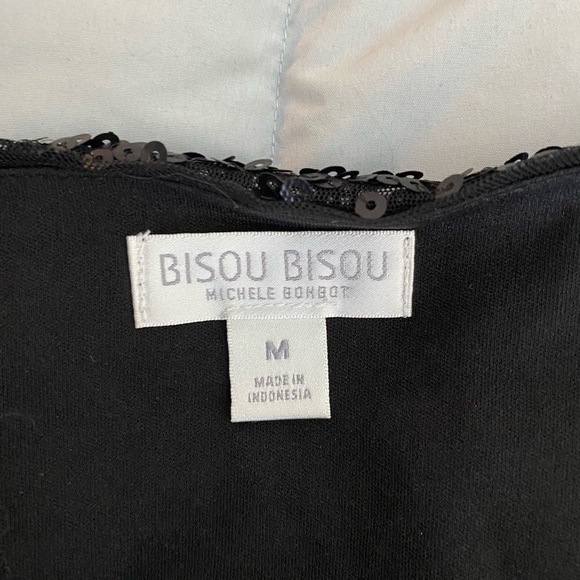 BISOU BISOU
MICHELE BOHBOT
M
MADE IN
INDONESIA